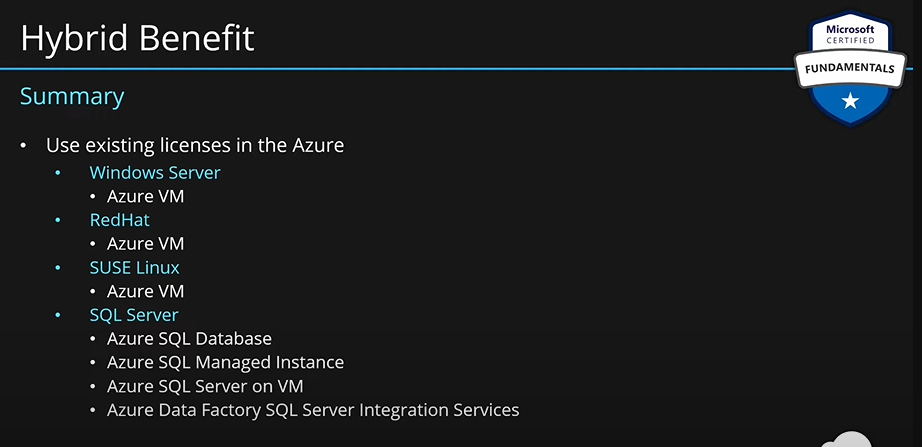 Hybrid Benefit
Microsoft
CERTIFIED
FUNDAMENTALS
Summary
• Use existing licenses in the Azure
• Windows Server
• Azure VM
• RedHat
• Azure VM
• SUSE Linux
• Azure VM
• SQL Server
• Azure SQL Database
• Azure SQL Managed Instance
• Azure SQL Server on VM
• Azure Data Factory SQL Server Integration Services